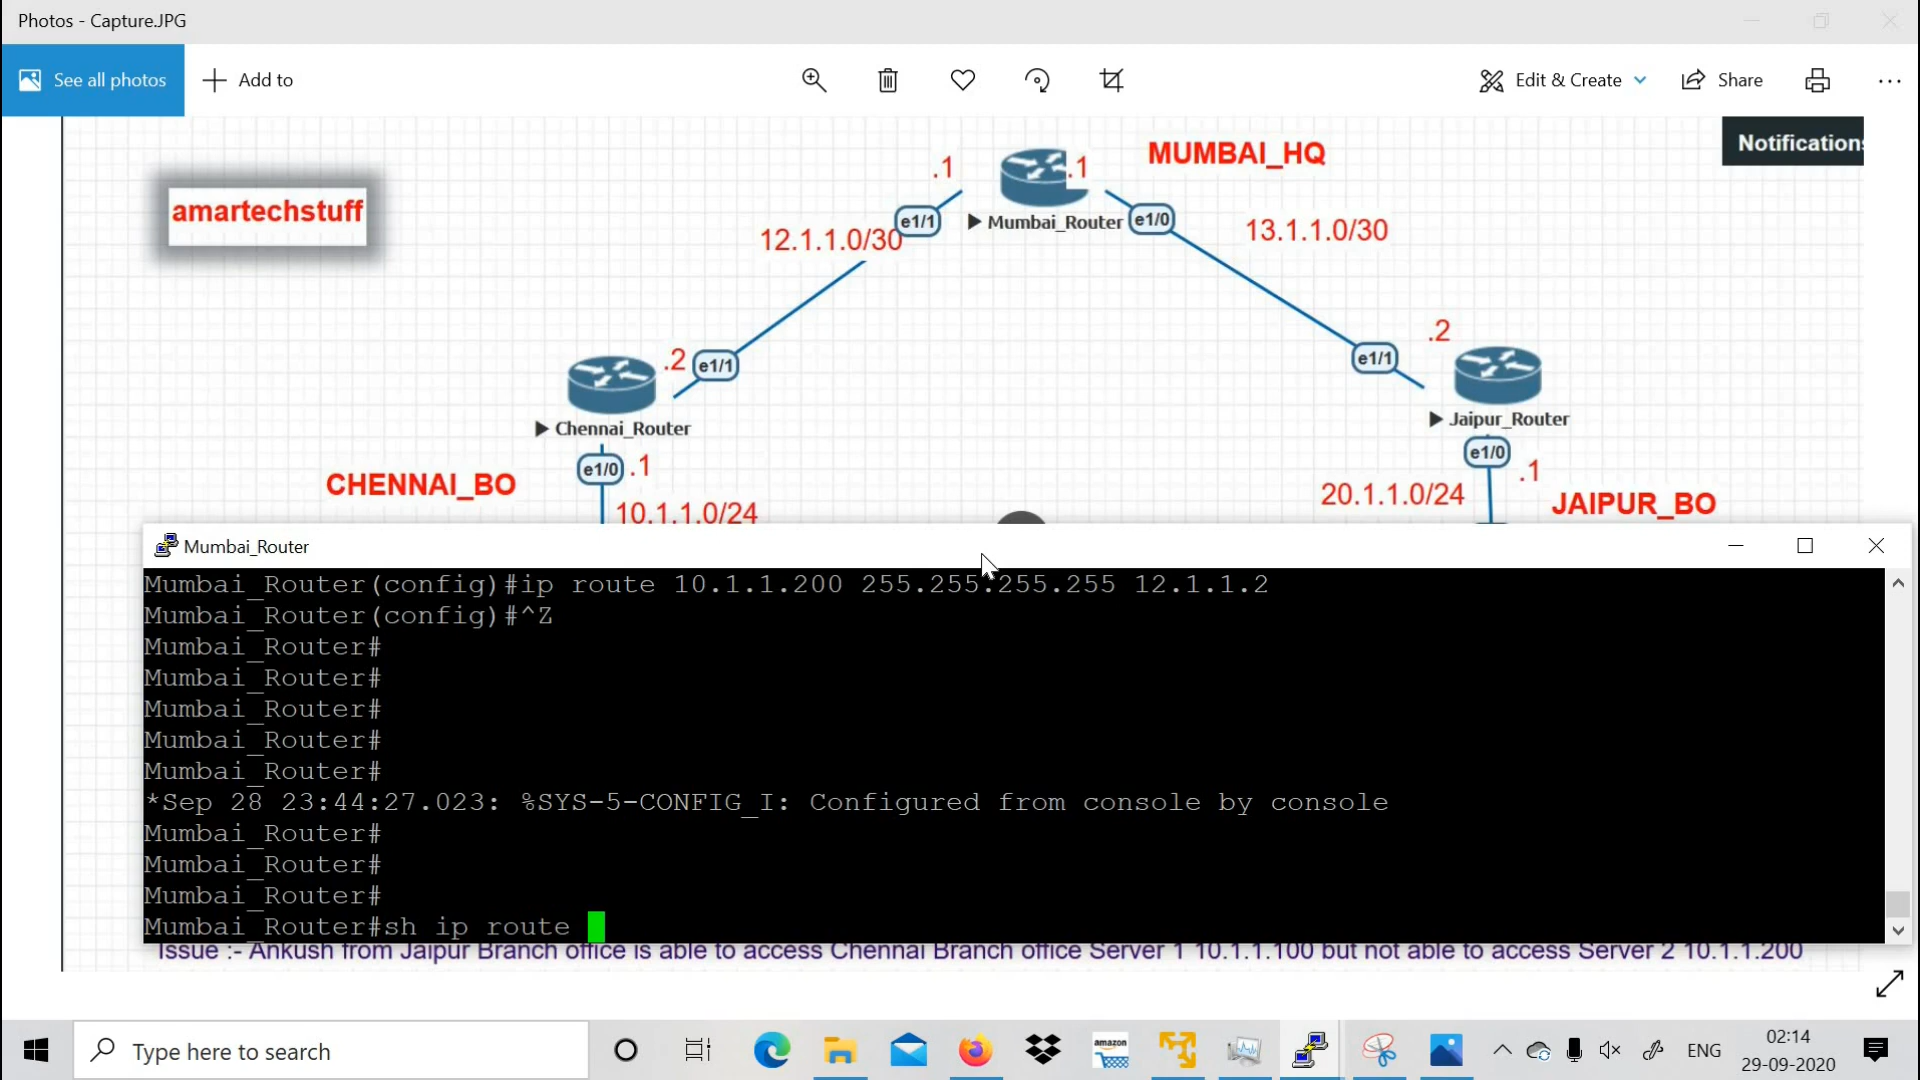 Photos - Capture.JPG
See all photos
Add to
Edit & Create
Share
Notifications
amartechstuff
MUMBAI_HQ
.1
.1
Mumbai_Router
e1/1
e1/0
12.1.1.0/30
13.1.1.0/30
.2
e1/1
.2
e1/1
Chennai_Router
Jaipur_Router
CHENNAI_BO
e1/0
.1
e1/0
.1
10.1.1.0/24
20.1.1.0/24
JAIPUR_BO
Mumbai_Router
Mumbai_Router(config)#ip route 10.1.1.200 255.255.255.255 12.1.1.2
Mumbai_Router(config)#^Z
Mumbai_Router#
Mumbai_Router#
Mumbai_Router#
Mumbai_Router#
Mumbai_Router#
*Sep 28 23:44:27.023: %SYS-5-CONFIG_I: Configured from console by console
Mumbai_Router#
Mumbai_Router#
Mumbai_Router#
Mumbai_Router#sh ip route
Issue :- Ankush from Jaipur Branch office is able to access Chennai Branch office Server 1 10.1.1.100 but not able to access Server 2 10.1.1.200
Type here to search
amazon
ENG
02:14
29-09-2020